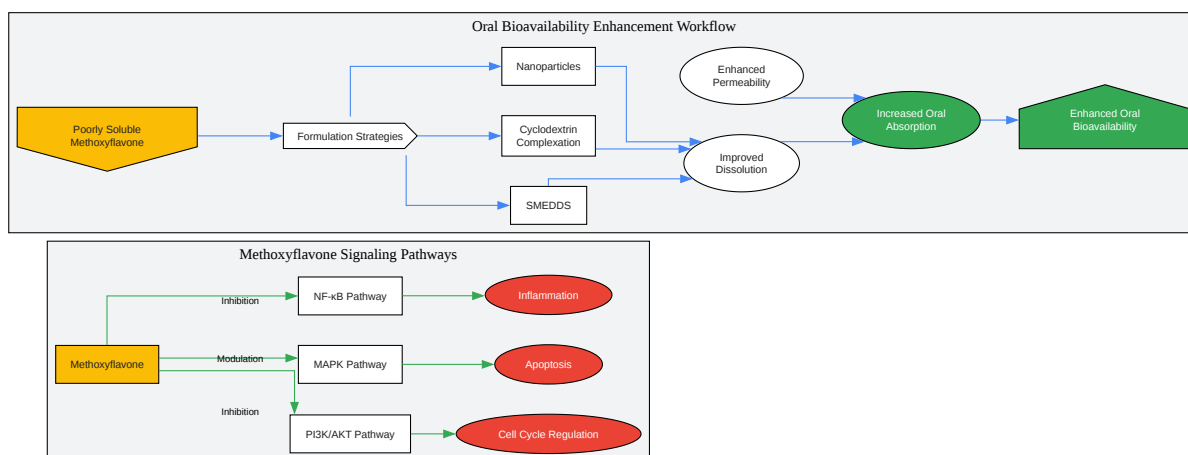 Oral Bioavailability Enhancement Workflow
Poorly Soluble
Methoxyflavone
Formulation Strategies
Nanoparticles
Cyclodextrin
Complexation
SMEDDS
Enhanced
Permeability
Improved
Dissolution
Increased Oral
Absorption
Enhanced Oral
Bioavailability
Methoxyflavone Signaling Pathways
Methoxyflavone
Inhibition
NF-κB Pathway
Inflammation
Modulation
MAPK Pathway
Apoptosis
Inhibition
PI3K/AKT Pathway
Cell Cycle Regulation